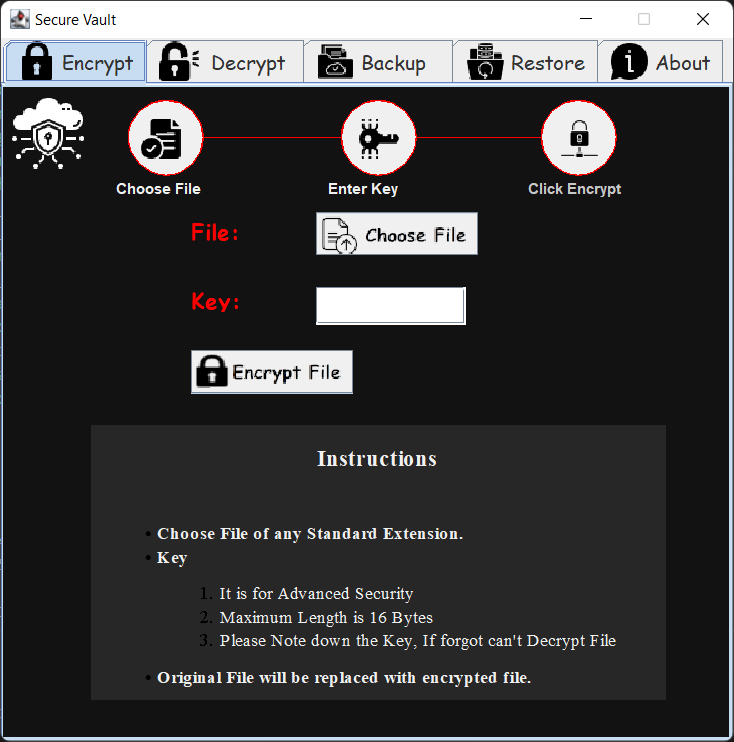 Secure Vault
Encrypt Decrypt Backup Restore About
Choose File Enter Key Click Encrypt
File: Choose File
Key:
Encrypt File
Instructions
• Choose File of any Standard Extension.
• Key
1. It is for Advanced Security
2. Maximum Length is 16 Bytes
3. Please Note down the Key, If forgot can't Decrypt File
• Original File will be replaced with encrypted file.